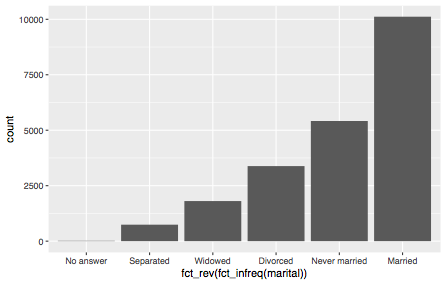 10000
7500
5000
2500
0
count
No answer Separated Widowed Divorced Never married Married
fct_rev(fct_infreq(marital))